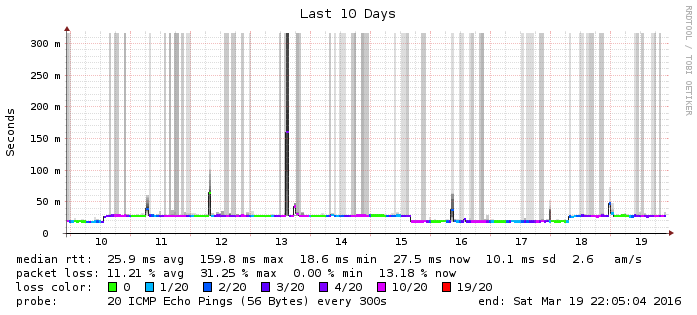 Last 10 Days
RRDTOOL / TOBI OETIKER
Seconds
300 m
250 m
200 m
150 m
100 m
50 m
0
10 11 12 13 14 15 16 17 18 19
median rtt: 25.9 ms avg 159.8 ms max 18.6 ms min 27.5 ms now 10.1 ms sd 2.6 am/s
packet loss: 11.21 % avg 31.25 % max 0.00 % min 13.18 % now
loss color: 0 1/20 2/20 3/20 4/20 10/20 19/20
probe: 20 ICMP Echo Pings (56 Bytes) every 300s end: Sat Mar 19 22:05:04 2016